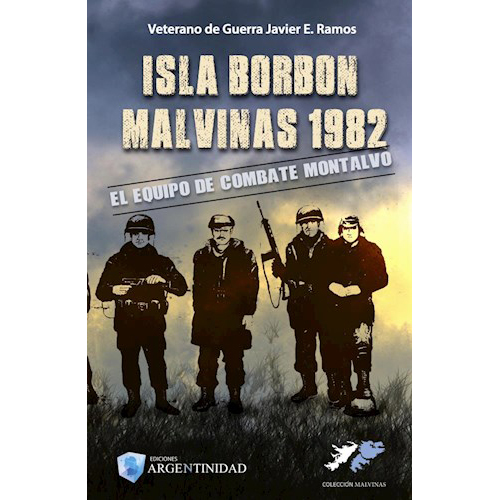 Veterano de Guerra Javier E. Ramos
ISLA BORBON
MALVINAS 1982
EL EQUIPO DE COMBATE MONTALVO
EDICIONES
ARGENTINIDAD
COLECCIÓN MALVINAS